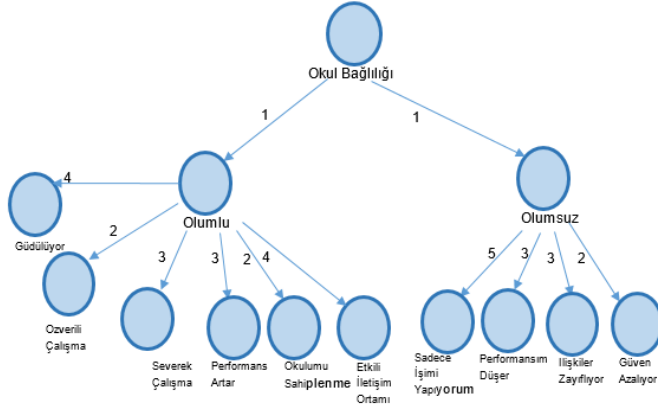 Okul Bağlılığı
1
1
4
Olumlu
Olumsuz
Güdülüyor
2
3
3
2
4
5
3
3
2
Ozverili
Çalışma
Severek
Çalışma
Performans
Artar
Okulumu
Sahiplenme
Etkili
İletişim
Ortamı
Sadece
İşimi
Yapıyorum
Performansım
Düşer
Ilişkiler
Zayıflıyor
Güven
Azalıyor